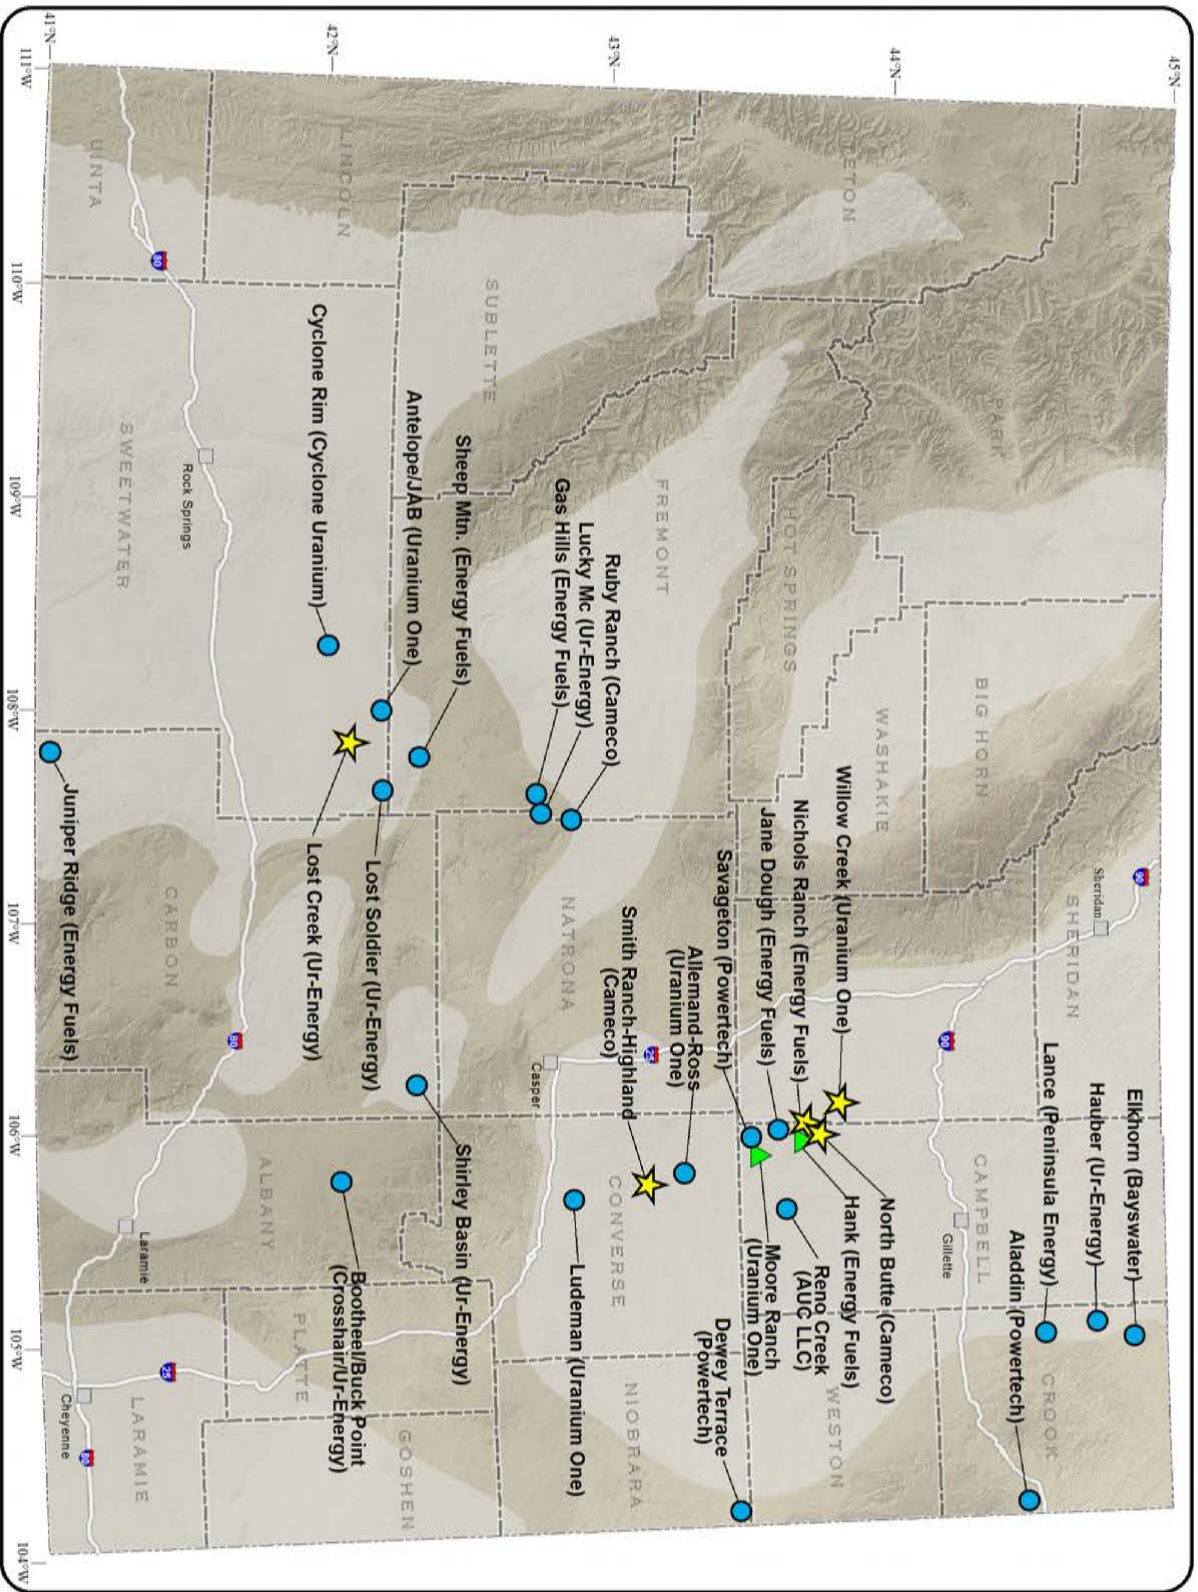 45°N
44°N
43°N
42°N
41°N
111°W
110°W
109°W
108°W
107°W
106°W
105°W
104°W
TETON
PARK
BIG HORN
SHERIDAN
CAMPBELL
CROOK
WASHAKIE
HOT SPRINGS
FREMONT
WESTON
SUBLETTE
LINCOLN
UINTA
SWEETWATER
NATRONA
CONVERSE
NIOBRARA
CARBON
ALBANY
PLATTE
GOSHEN
LARAMIE
90
90
25
80
80
25
80
Sheridan
Gillette
Casper
Rock Springs
Laramie
Cheyenne
Elkhorn (Bayswater)
Hauber (Ur-Energy)
Lance (Peninsula Energy)
Aladdin (Powertech)
Willow Creek (Uranium One)
Nichols Ranch (Energy Fuels)
Jane Dough (Energy Fuels)
Savageton (Powertech)
North Butte (Cameco)
Hank (Energy Fuels)
Reno Creek
(AUC LLC)
Moore Ranch
(Uranium One)
Dewey Terrace
(Powertech)
Allemand-Ross
(Uranium One)
Smith Ranch-Highland
(Cameco)
Ludeman (Uranium One)
Ruby Ranch (Cameco)
Lucky Mc (Ur-Energy)
Gas Hills (Energy Fuels)
Sheep Mtn. (Energy Fuels)
Antelope/JAB (Uranium One)
Cyclone Rim (Cyclone Uranium)
Lost Soldier (Ur-Energy)
Lost Creek (Ur-Energy)
Shirley Basin (Ur-Energy)
Bootheel/Buck Point
(Crosshair/Ur-Energy)
Juniper Ridge (Energy Fuels)